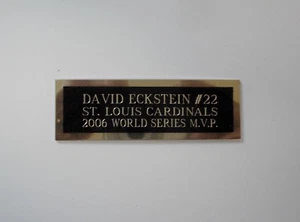 DAVID ECKSTEIN #22
ST. LOUIS CARDINALS
2006 WORLD SERIES M.V.P.